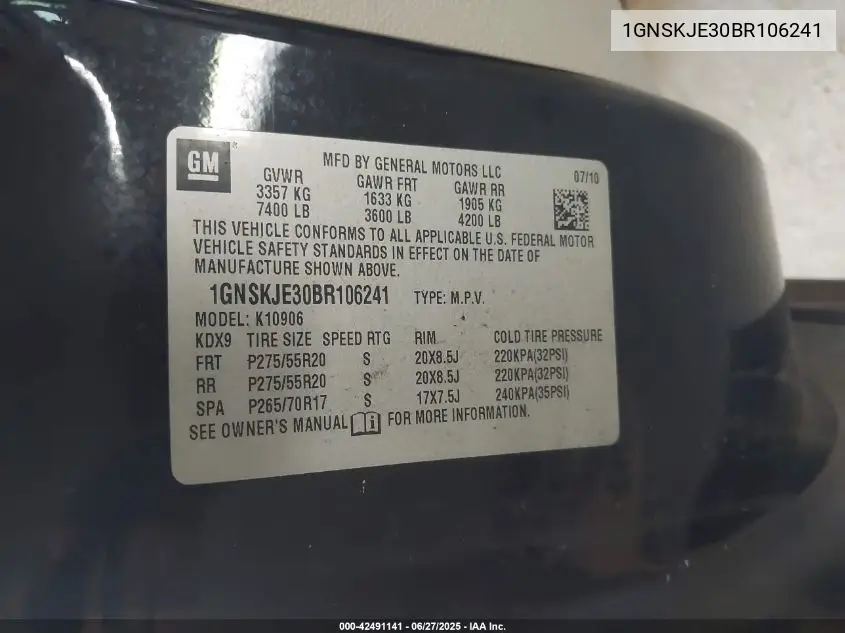 1GNSKJE30BR106241
GM
MFD BY GENERAL MOTORS LLC 07/10
GVWR GAWR FRT GAWR RR
3357 KG 1633 KG 1905 KG
7400 LB 3600 LB 4200 LB
THIS VEHICLE CONFORMS TO ALL APPLICABLE U.S. FEDERAL MOTOR
VEHICLE SAFETY STANDARDS IN EFFECT ON THE DATE OF
MANUFACTURE SHOWN ABOVE.
1GNSKJE30BR106241 TYPE: M.P.V.
MODEL: K10906
KDX9 TIRE SIZE SPEED RTG RIM COLD TIRE PRESSURE
FRT P275/55R20 S 20X8.5J 220KPA(32PSI)
RR P275/55R20 S 20X8.5J 220KPA(32PSI)
SPA P265/70R17 S 17X7.5J 240KPA(35PSI)
SEE OWNER'S MANUAL FOR MORE INFORMATION.
000-42491141 - 06/27/2025 - IAA Inc.